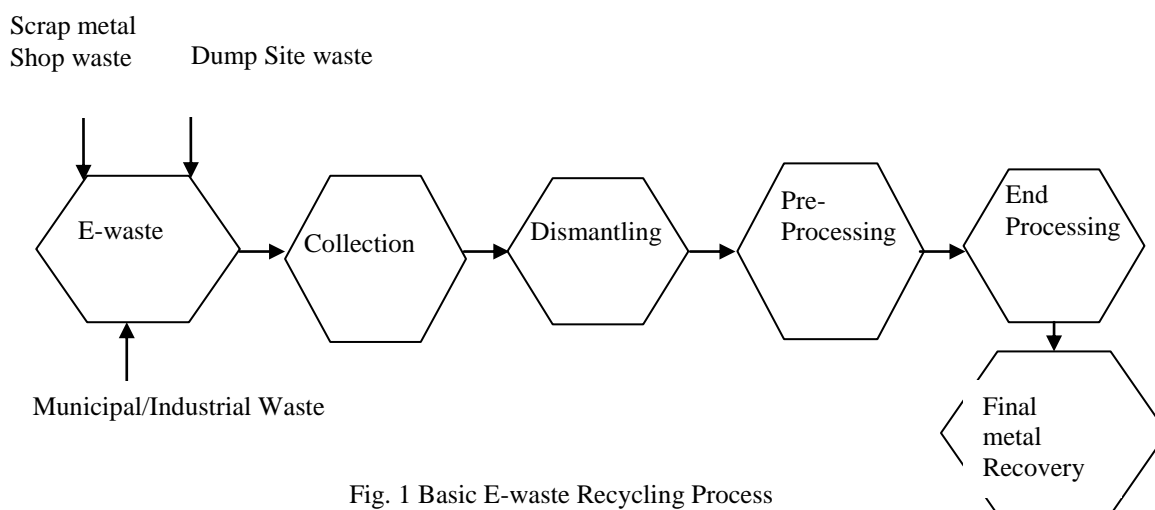 Scrap metal
Shop waste
Dump Site waste
E-waste
Collection
Dismantling
Pre-
Processing
End
Processing
Municipal/Industrial Waste
Final
metal
Recovery
Fig. 1 Basic E-waste Recycling Process